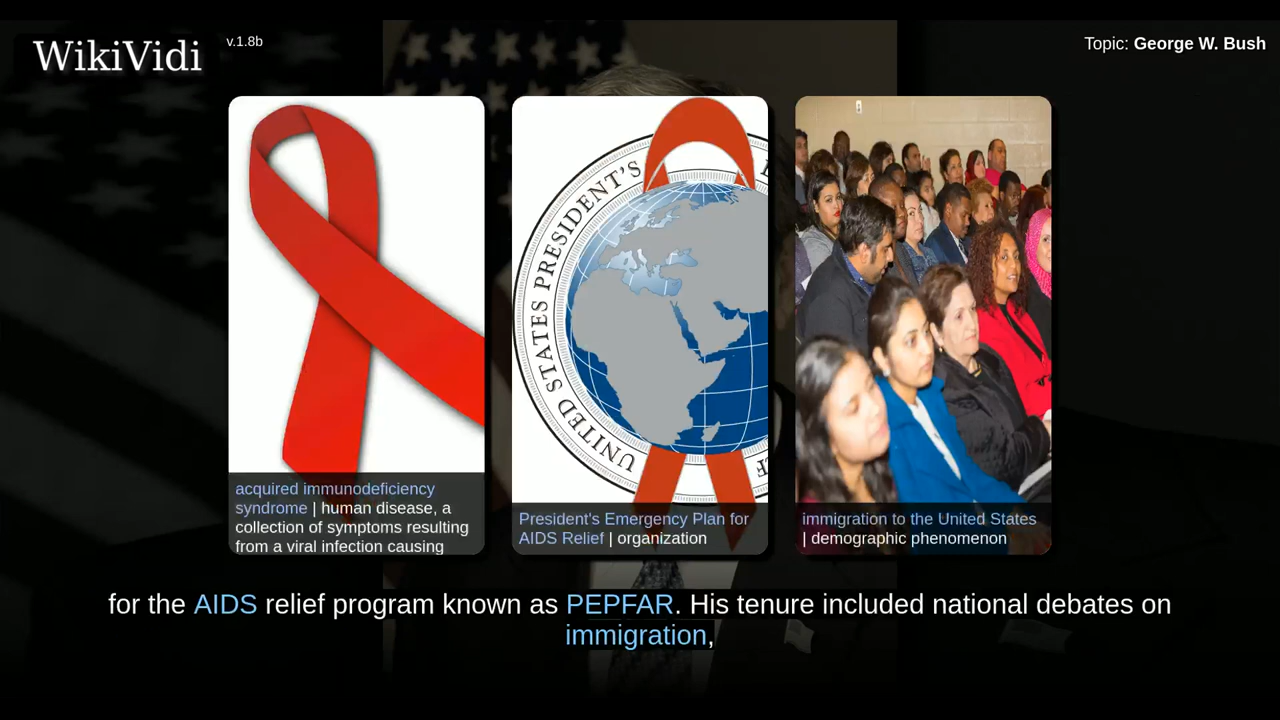 WikiVidi
v.1.8b
Topic: George W. Bush
UNITED STATES PRESIDENT'S
acquired immunodeficiency
syndrome | human disease, a
collection of symptoms resulting
from a viral infection causing
President's Emergency Plan for
AIDS Relief | organization
immigration to the United States
| demographic phenomenon
for the AIDS relief program known as PEPFAR. His tenure included national debates on
immigration,